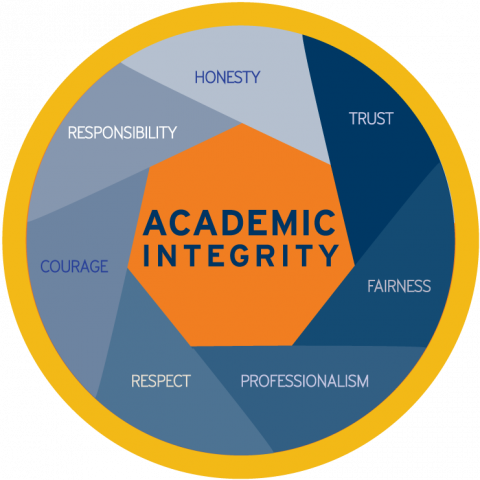 HONESTY
TRUST
RESPONSIBILITY
ACADEMIC
INTEGRITY
COURAGE
FAIRNESS
RESPECT
PROFESSIONALISM